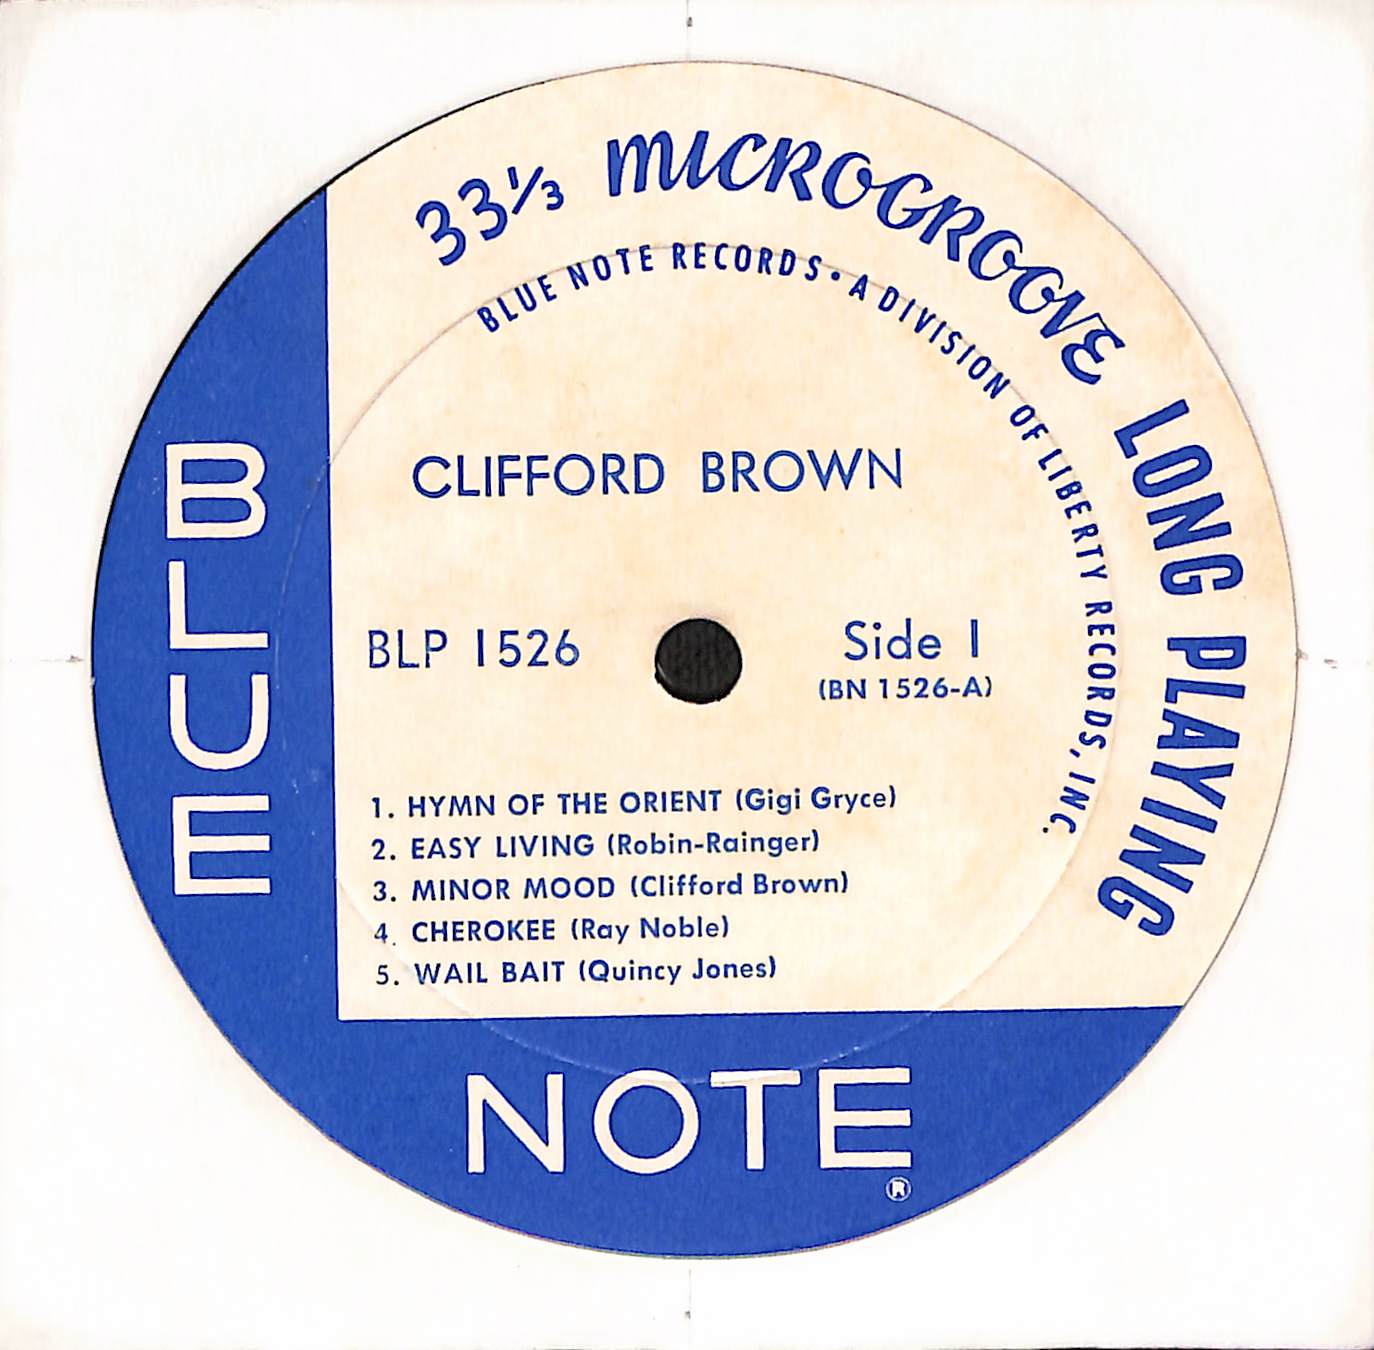 33⅓ MICROGROOVE LONG PLAYING
BLUE NOTE RECORDS • A DIVISION OF LIBERTY RECORDS, INC.
CLIFFORD BROWN
BLP 1526
Side 1
(BN 1526-A)
1. HYMN OF THE ORIENT (Gigi Gryce)
2. EASY LIVING (Robin-Rainger)
3. MINOR MOOD (Clifford Brown)
4. CHEROKEE (Ray Noble)
5. WAIL BAIT (Quincy Jones)
BLUE
NOTE
®